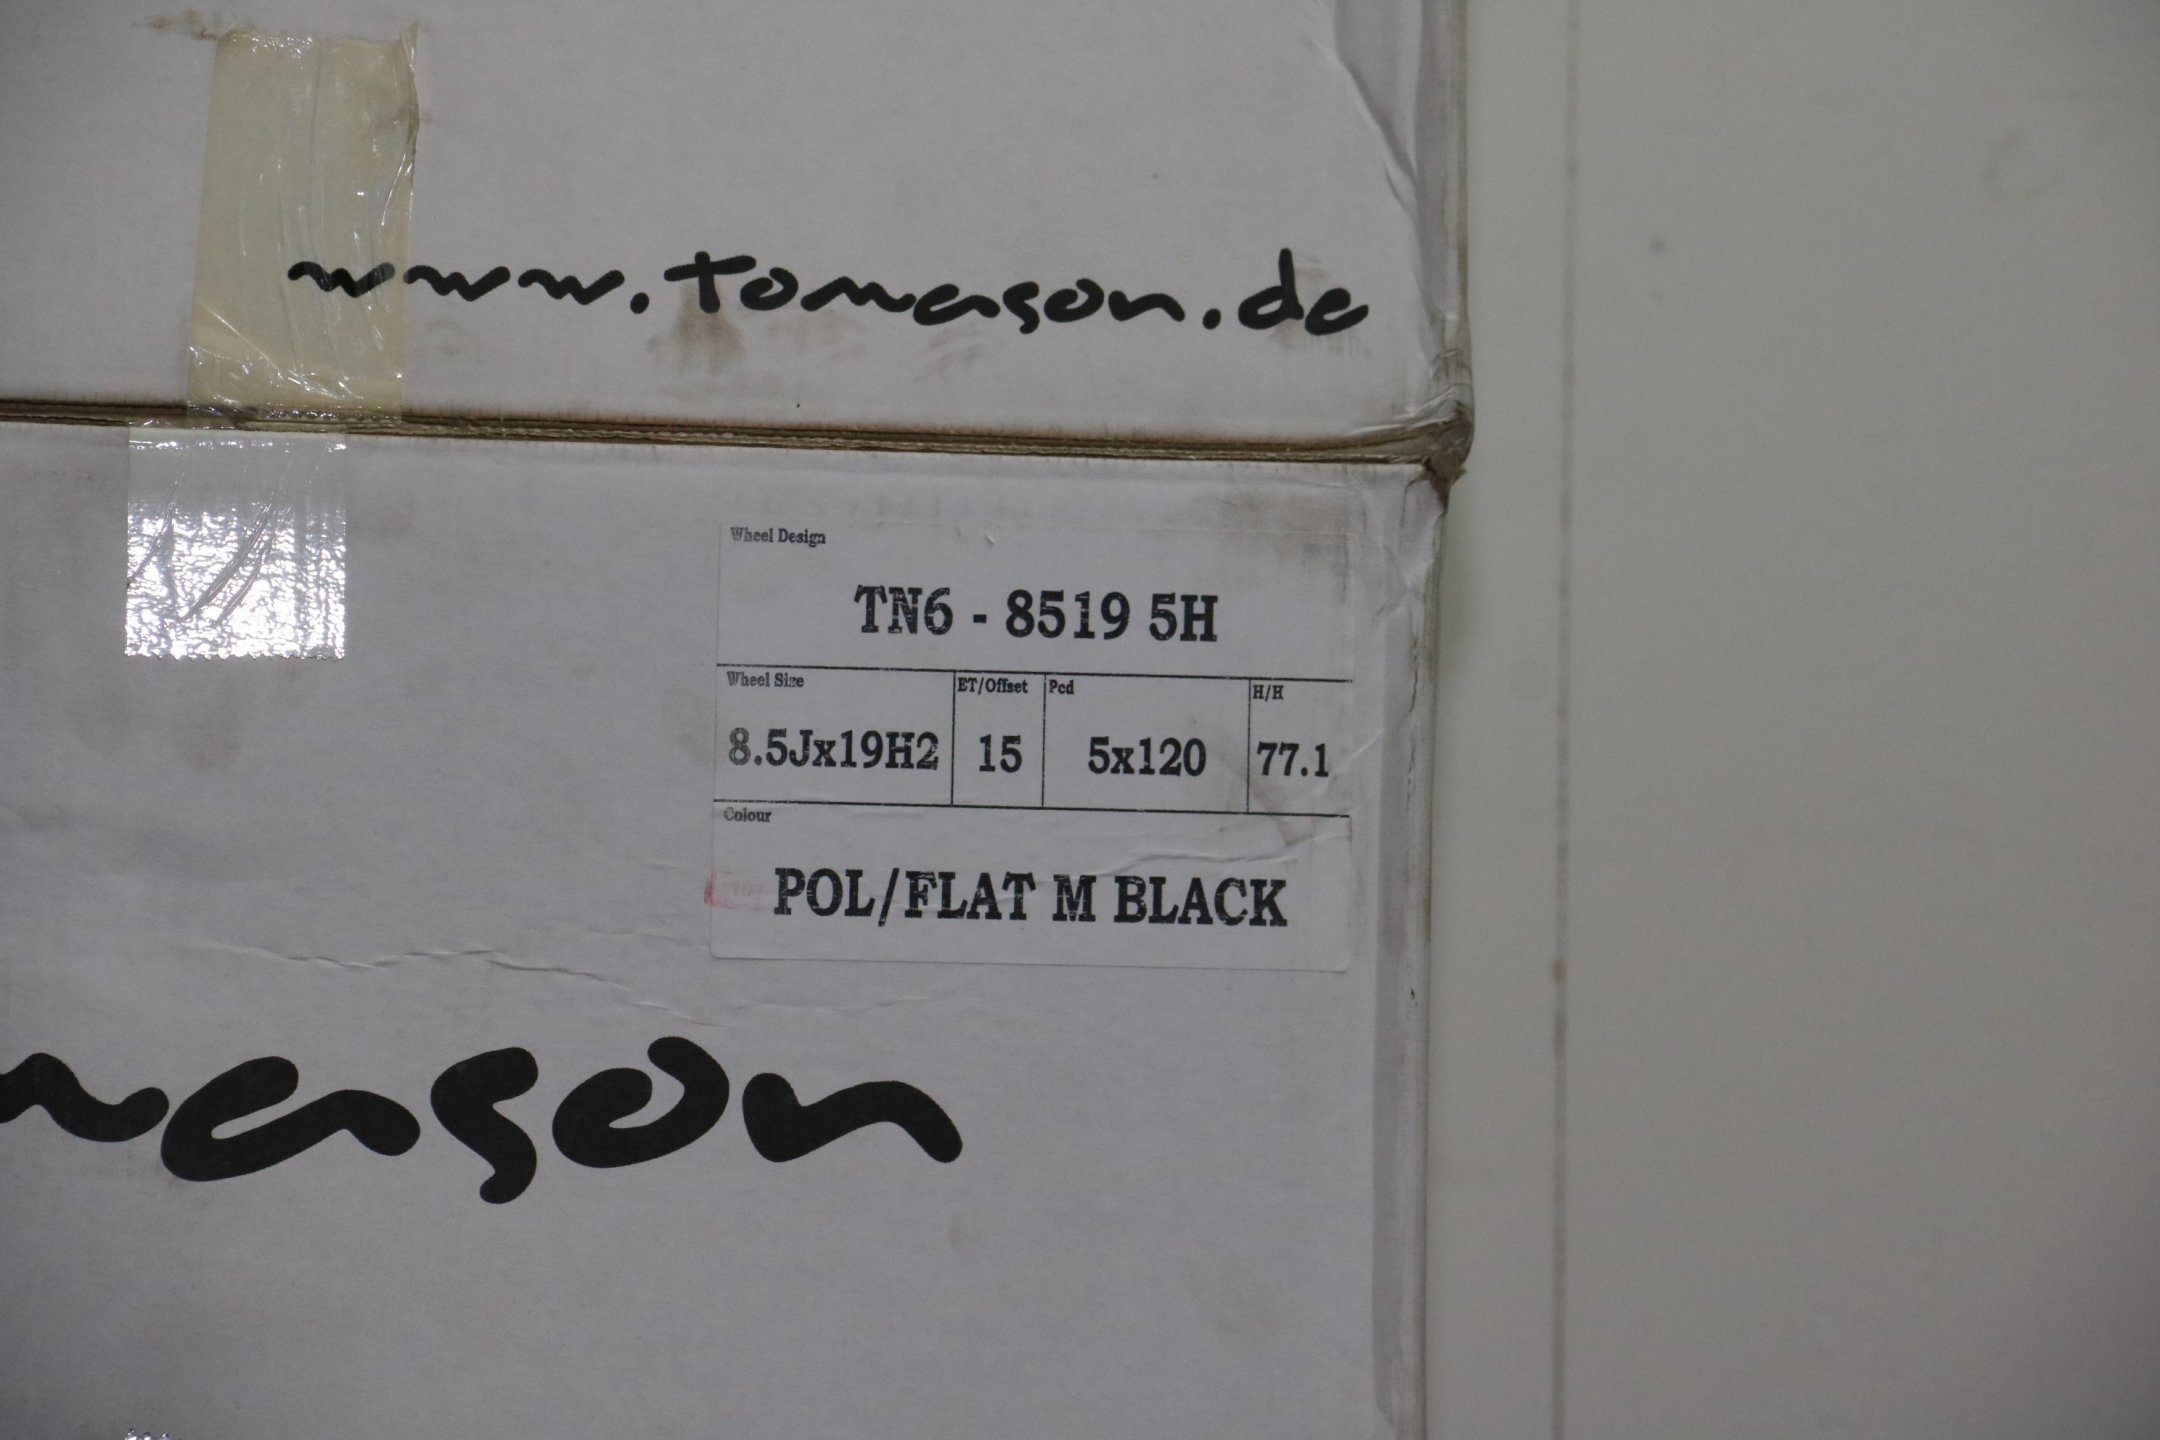 www.tomason.de
Wheel Design
TN6 - 8519 5H
Wheel Size ET/Offset Pcd H/H
8.5Jx19H2 15 5x120 77.1
Colour
POL/FLAT M BLACK
mason